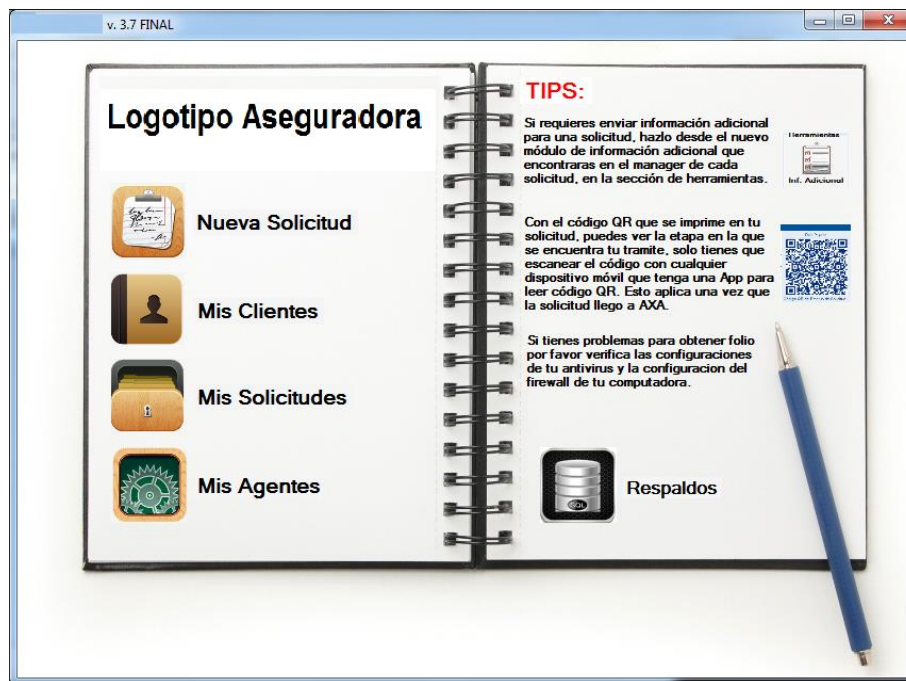 v. 3.7 FINAL
Logotipo Aseguradora
Nueva Solicitud
Mis Clientes
Mis Solicitudes
Mis Agentes
TIPS:
Si requieres enviar información adicional
para una solicitud, hazlo desde el nuevo
módulo de información adicional que
encontraras en el manager de cada
solicitud, en la sección de herramientas.
Herramientas
Inf. Adicional
Con el código QR que se imprime en tu
solicitud, puedes ver la etapa en la que
se encuentra tu tramite, solo tienes que
escanear el código con cualquier
dispositivo móvil que tenga una App para
leer código QR. Esto aplica una vez que
la solicitud llego a AXA.
Si tienes problemas para obtener folio
por favor verifica las configuraciones
de tu antivirus y la configuracion del
firewall de tu computadora.
SQL
Respaldos